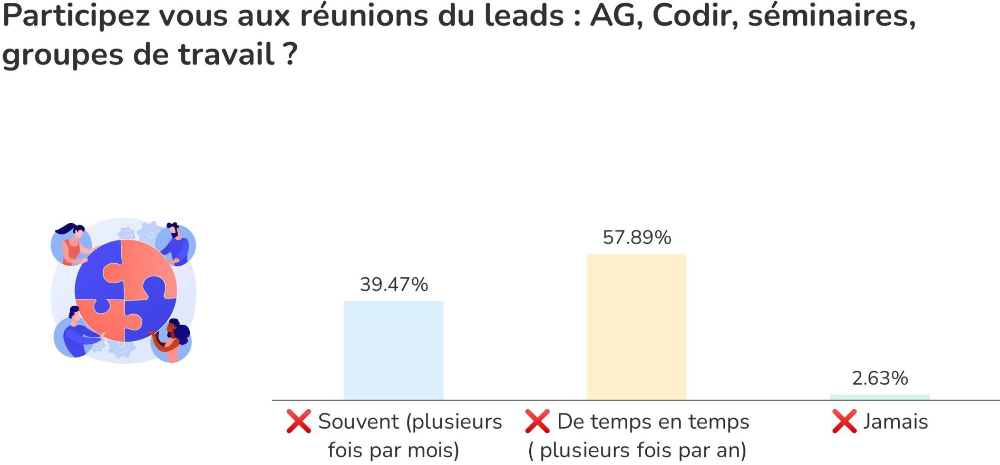 Participez vous aux réunions du leads : AG, Codir, séminaires,
groupes de travail ?
57.89%
39.47%
2.63%
❌ Souvent (plusieurs
fois par mois)
❌ De temps en temps
( plusieurs fois par an)
❌ Jamais